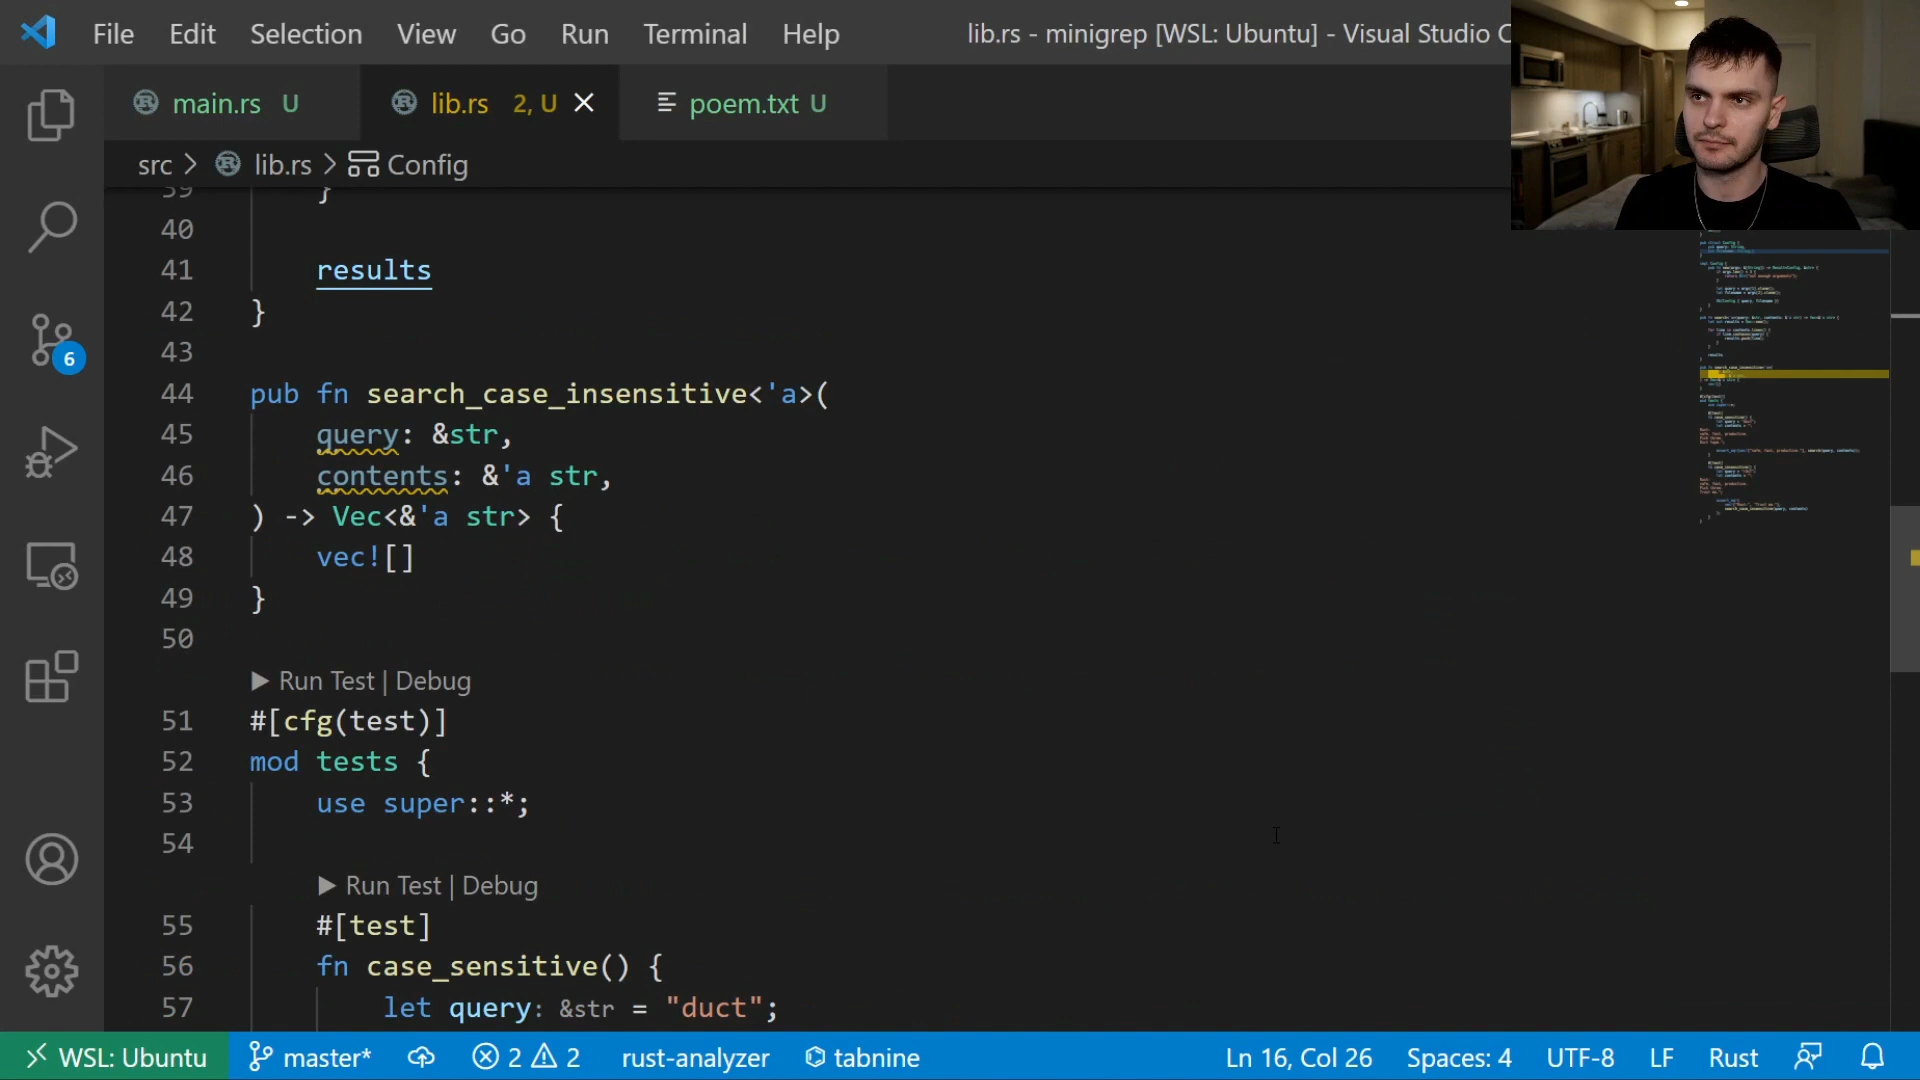 File Edit Selection View Go Run Terminal Help lib.rs - minigrep [WSL: Ubuntu] - Visual Studio
main.rs U lib.rs 2, U poem.txt U
src > lib.rs > Config
39 }
40
41 results
42 }
43
44 pub fn search_case_insensitive<'a>(
45 query: &str,
46 contents: &'a str,
47 ) -> Vec<&'a str> {
48 vec![]
49 }
50
Run Test | Debug
51 #[cfg(test)]
52 mod tests {
53 use super::*;
54
Run Test | Debug
55 #[test]
56 fn case_sensitive() {
57 let query: &str = "duct";
6
WSL: Ubuntu master* 2 2 rust-analyzer tabnine Ln 16, Col 26 Spaces: 4 UTF-8 LF Rust